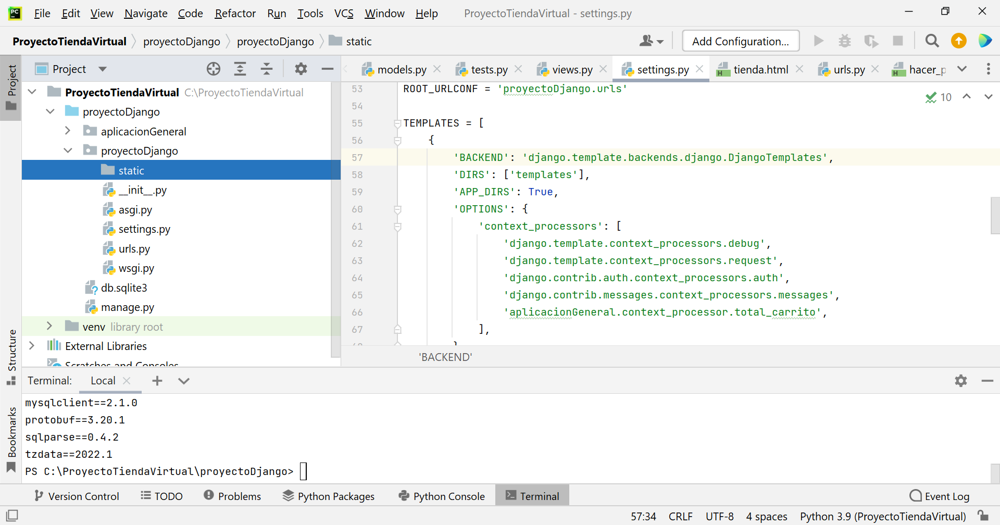 PC File Edit View Navigate Code Refactor Run Tools VCS Window Help ProyectoTiendaVirtual - settings.py
ProyectoTiendaVirtual proyectoDjango proyectoDjango static Add Configuration...
Project
Structure
Bookmarks
Project
models.py tests.py views.py settings.py tienda.html urls.py hacer_p
ProyectoTiendaVirtual C:\ProyectoTiendaVirtual
proyectoDjango
aplicacionGeneral
proyectoDjango
static
__init__.py
asgi.py
settings.py
urls.py
wsgi.py
db.sqlite3
manage.py
venv library root
External Libraries
Scratches and Consoles
10
53 ROOT_URLCONF = 'proyectoDjango.urls'
54
55 TEMPLATES = [
56 {
57 'BACKEND': 'django.template.backends.django.DjangoTemplates',
58 'DIRS': ['templates'],
59 'APP_DIRS': True,
60 'OPTIONS': {
61 'context_processors': [
62 'django.template.context_processors.debug',
63 'django.template.context_processors.request',
64 'django.contrib.auth.context_processors.auth',
65 'django.contrib.messages.context_processors.messages',
66 'aplicacionGeneral.context_processor.total_carrito',
67 ],
'BACKEND'
Terminal: Local
mysqlclient==2.1.0
protobuf==3.20.1
sqlparse==0.4.2
tzdata==2022.1
PS C:\ProyectoTiendaVirtual\proyectoDjango>
Version Control TODO Problems Python Packages Python Console Terminal Event Log
57:34 CRLF UTF-8 4 spaces Python 3.9 (ProyectoTiendaVirtual)